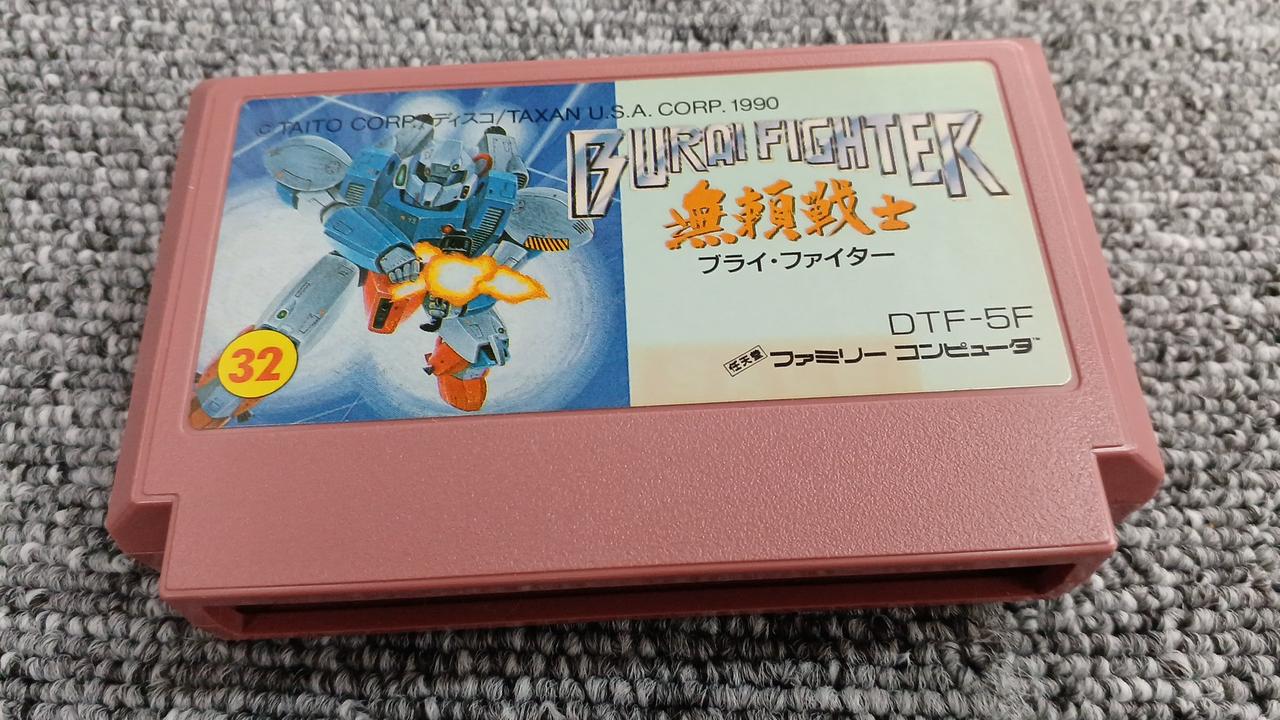 © TAITO CORP. ディスコ/TAXAN U.S.A. CORP. 1990
BURAI FIGHTER
無頼戦士
ブライ・ファイター
DTF-5F
任天堂 ファミリー コンピュータ™
32